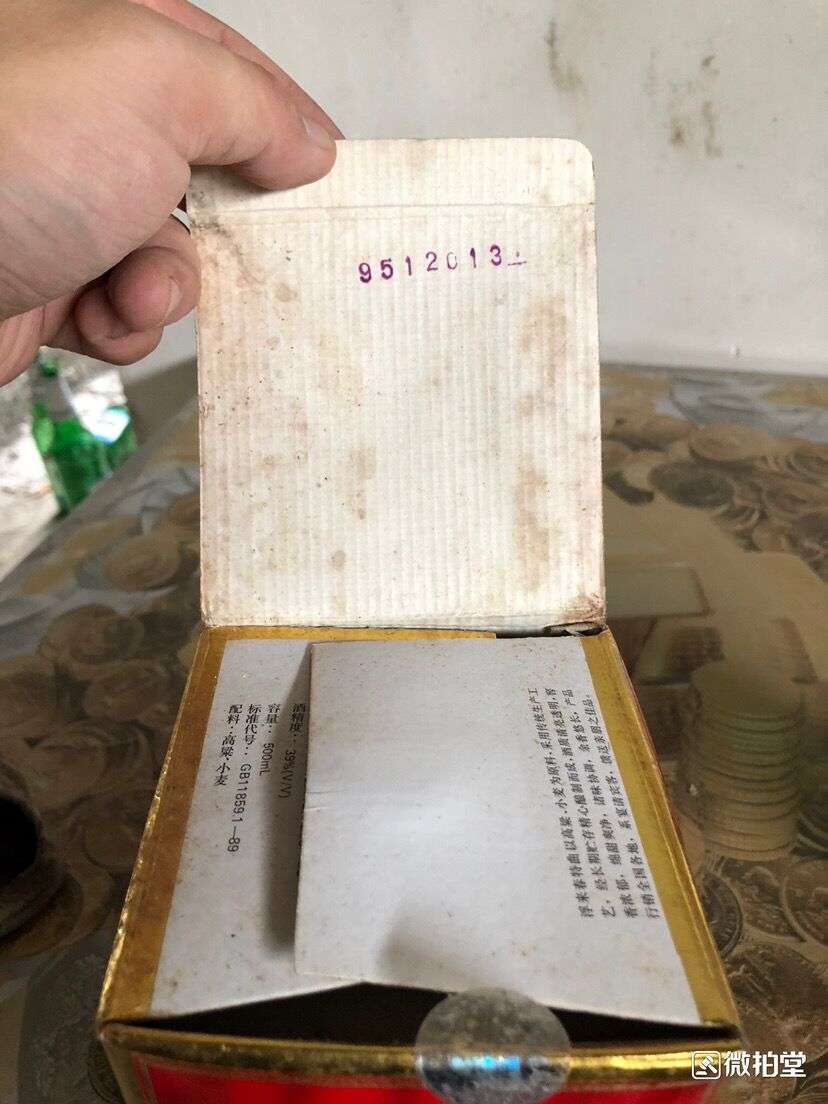 9512013
酒精度：39%(V/V)
容量：500mL
标准代号：GB11859.1—89
配料：高粱、小麦
浮来春特曲以高粱、小麦为原料，采用传统生产工
艺，经长期贮存精心酿制而成，酒质清亮透明，窖
香浓郁，绵甜爽净，诸味协调，余香悠长，产品
行销全国各地，系宴请宾客，馈送亲朋之佳品。
微拍堂